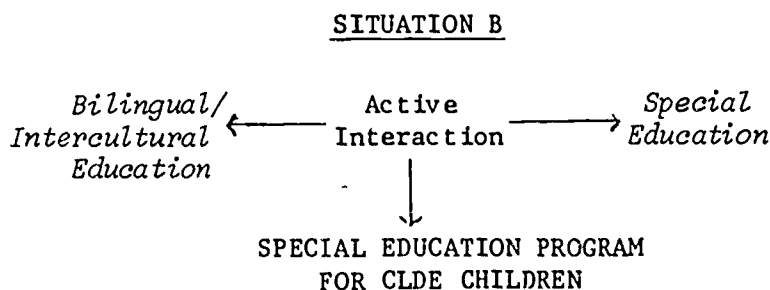 SITUATION B
Bilingual/
Intercultural
Education
Active
Interaction
Special
Education
SPECIAL EDUCATION PROGRAM
FOR CLDE CHILDREN